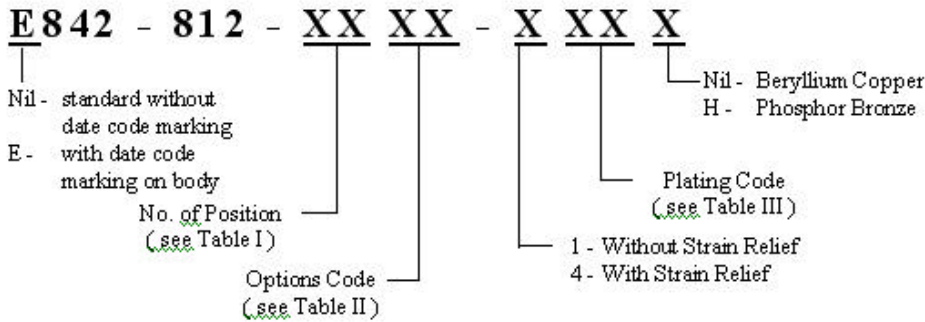 E842 - 812 - XX XX - X XX X
Nil - standard without
date code marking
E - with date code
marking on body
Nil - Beryllium Copper
H - Phosphor Bronze
No. of Position
( see Table I )
Plating Code
( see Table III )
Options Code
( see Table II )
1 - Without Strain Relief
4 - With Strain Relief